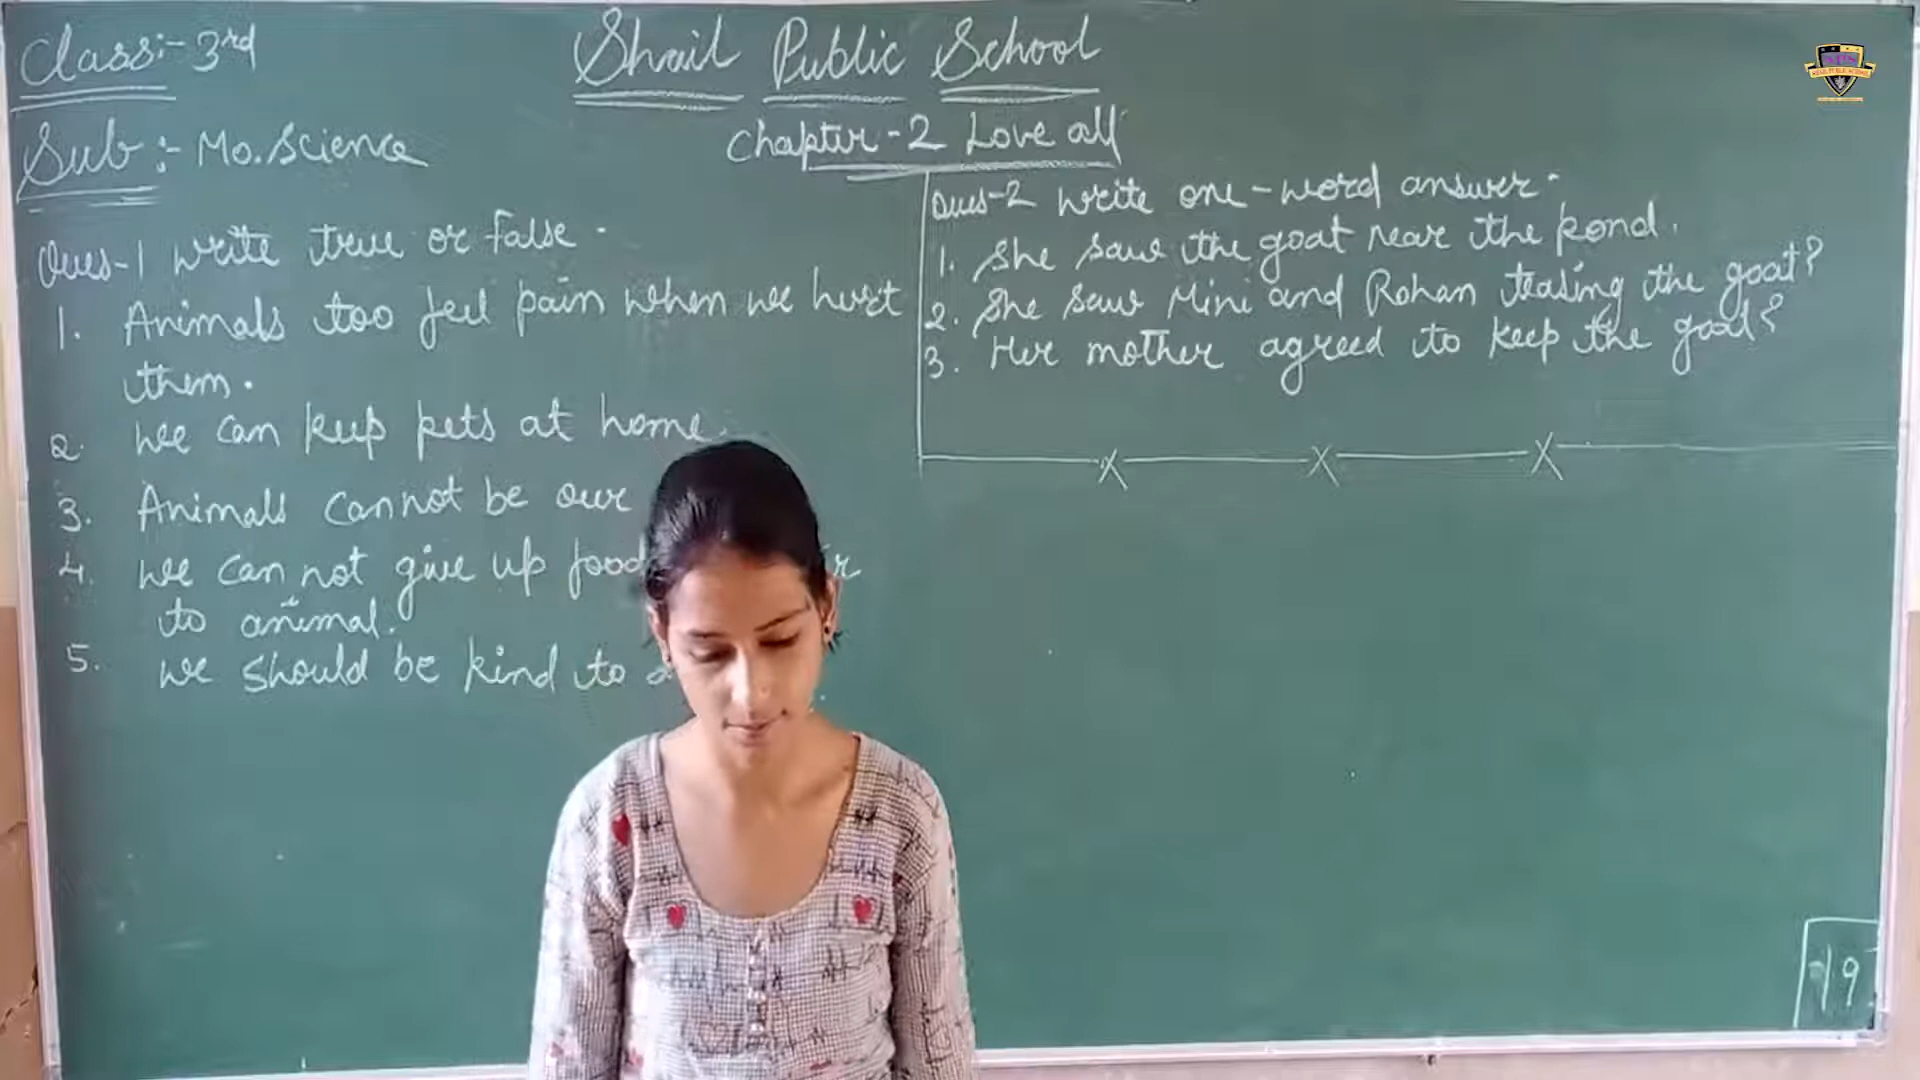 Class:- 3rd
Shail Public School
Sub:- Mo. Science
Chapter-2 Love all
Ques-1 Write true or false.
1. Animals too feel pain when we hurt
them.
2. We can keep pets at home.
3. Animals cannot be our
4. We can not give up food
to animal.
5. We should be kind to
Ques-2 Write one-word answer.
1. She saw the goat near the pond.
2. She saw Mini and Rohan teasing the goat?
3. Her mother agreed to keep the goat?
19